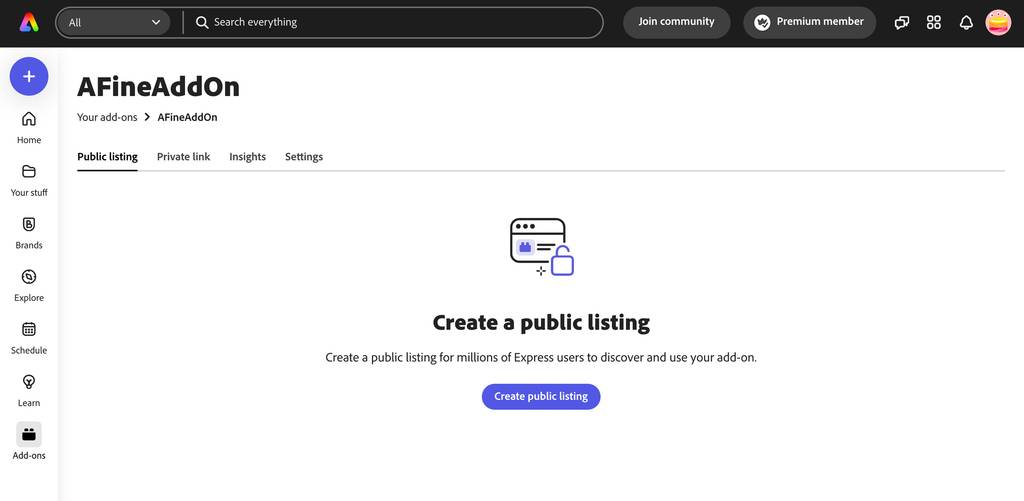 All
Search everything
Join community
Premium member
Home
Your stuff
Brands
Explore
Schedule
Learn
Add-ons
AFineAddOn
Your add-ons > AFineAddOn
Public listing Private link Insights Settings
Create a public listing
Create a public listing for millions of Express users to discover and use your add-on.
Create public listing